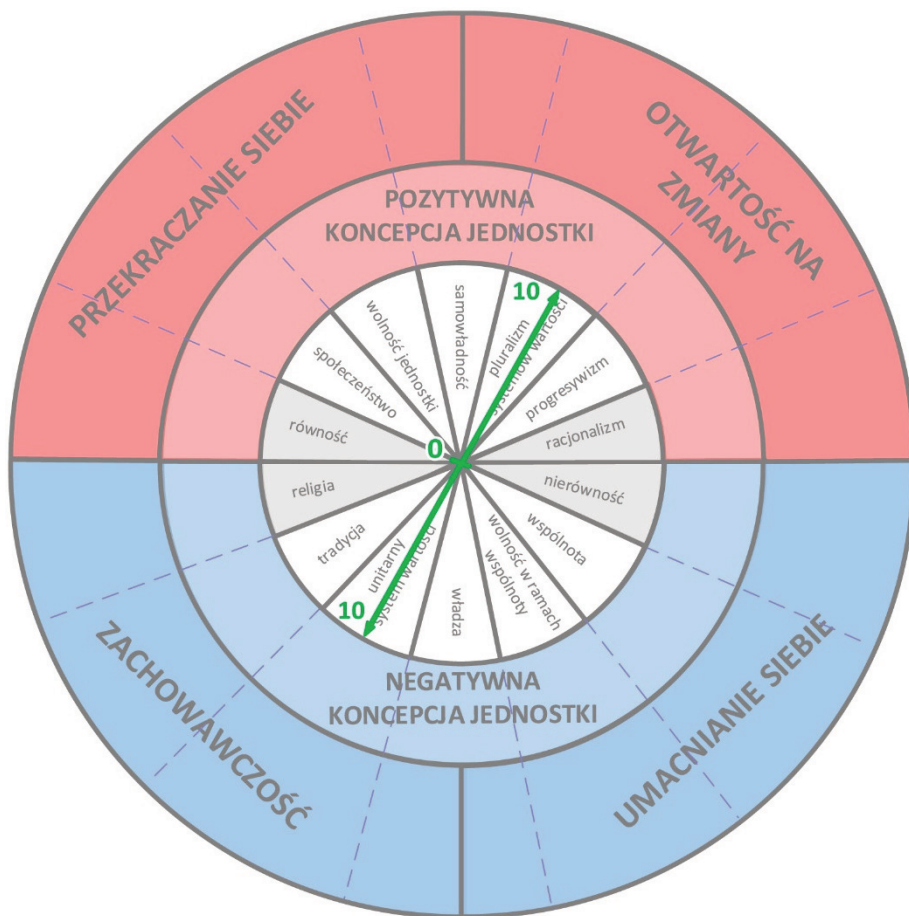 PRZEKRACZANIE SIEBIE
OTWARTOŚĆ NA
ZMIANY
POZYTYWNA
KONCEPCJA JEDNOSTKI
10
samowładność
wolność jednostki
pluralizm
systemów wartości
społeczeństwo
progresywizm
równość
0
racjonalizm
religia
nierówność
tradycja
wspólnota
unitarny
system wartości
wolność w ramach
wspólnoty
władza
10
NEGATYWNA
KONCEPCJA JEDNOSTKI
ZACHOWAWCZOŚĆ
UMACNIANIE SIEBIE